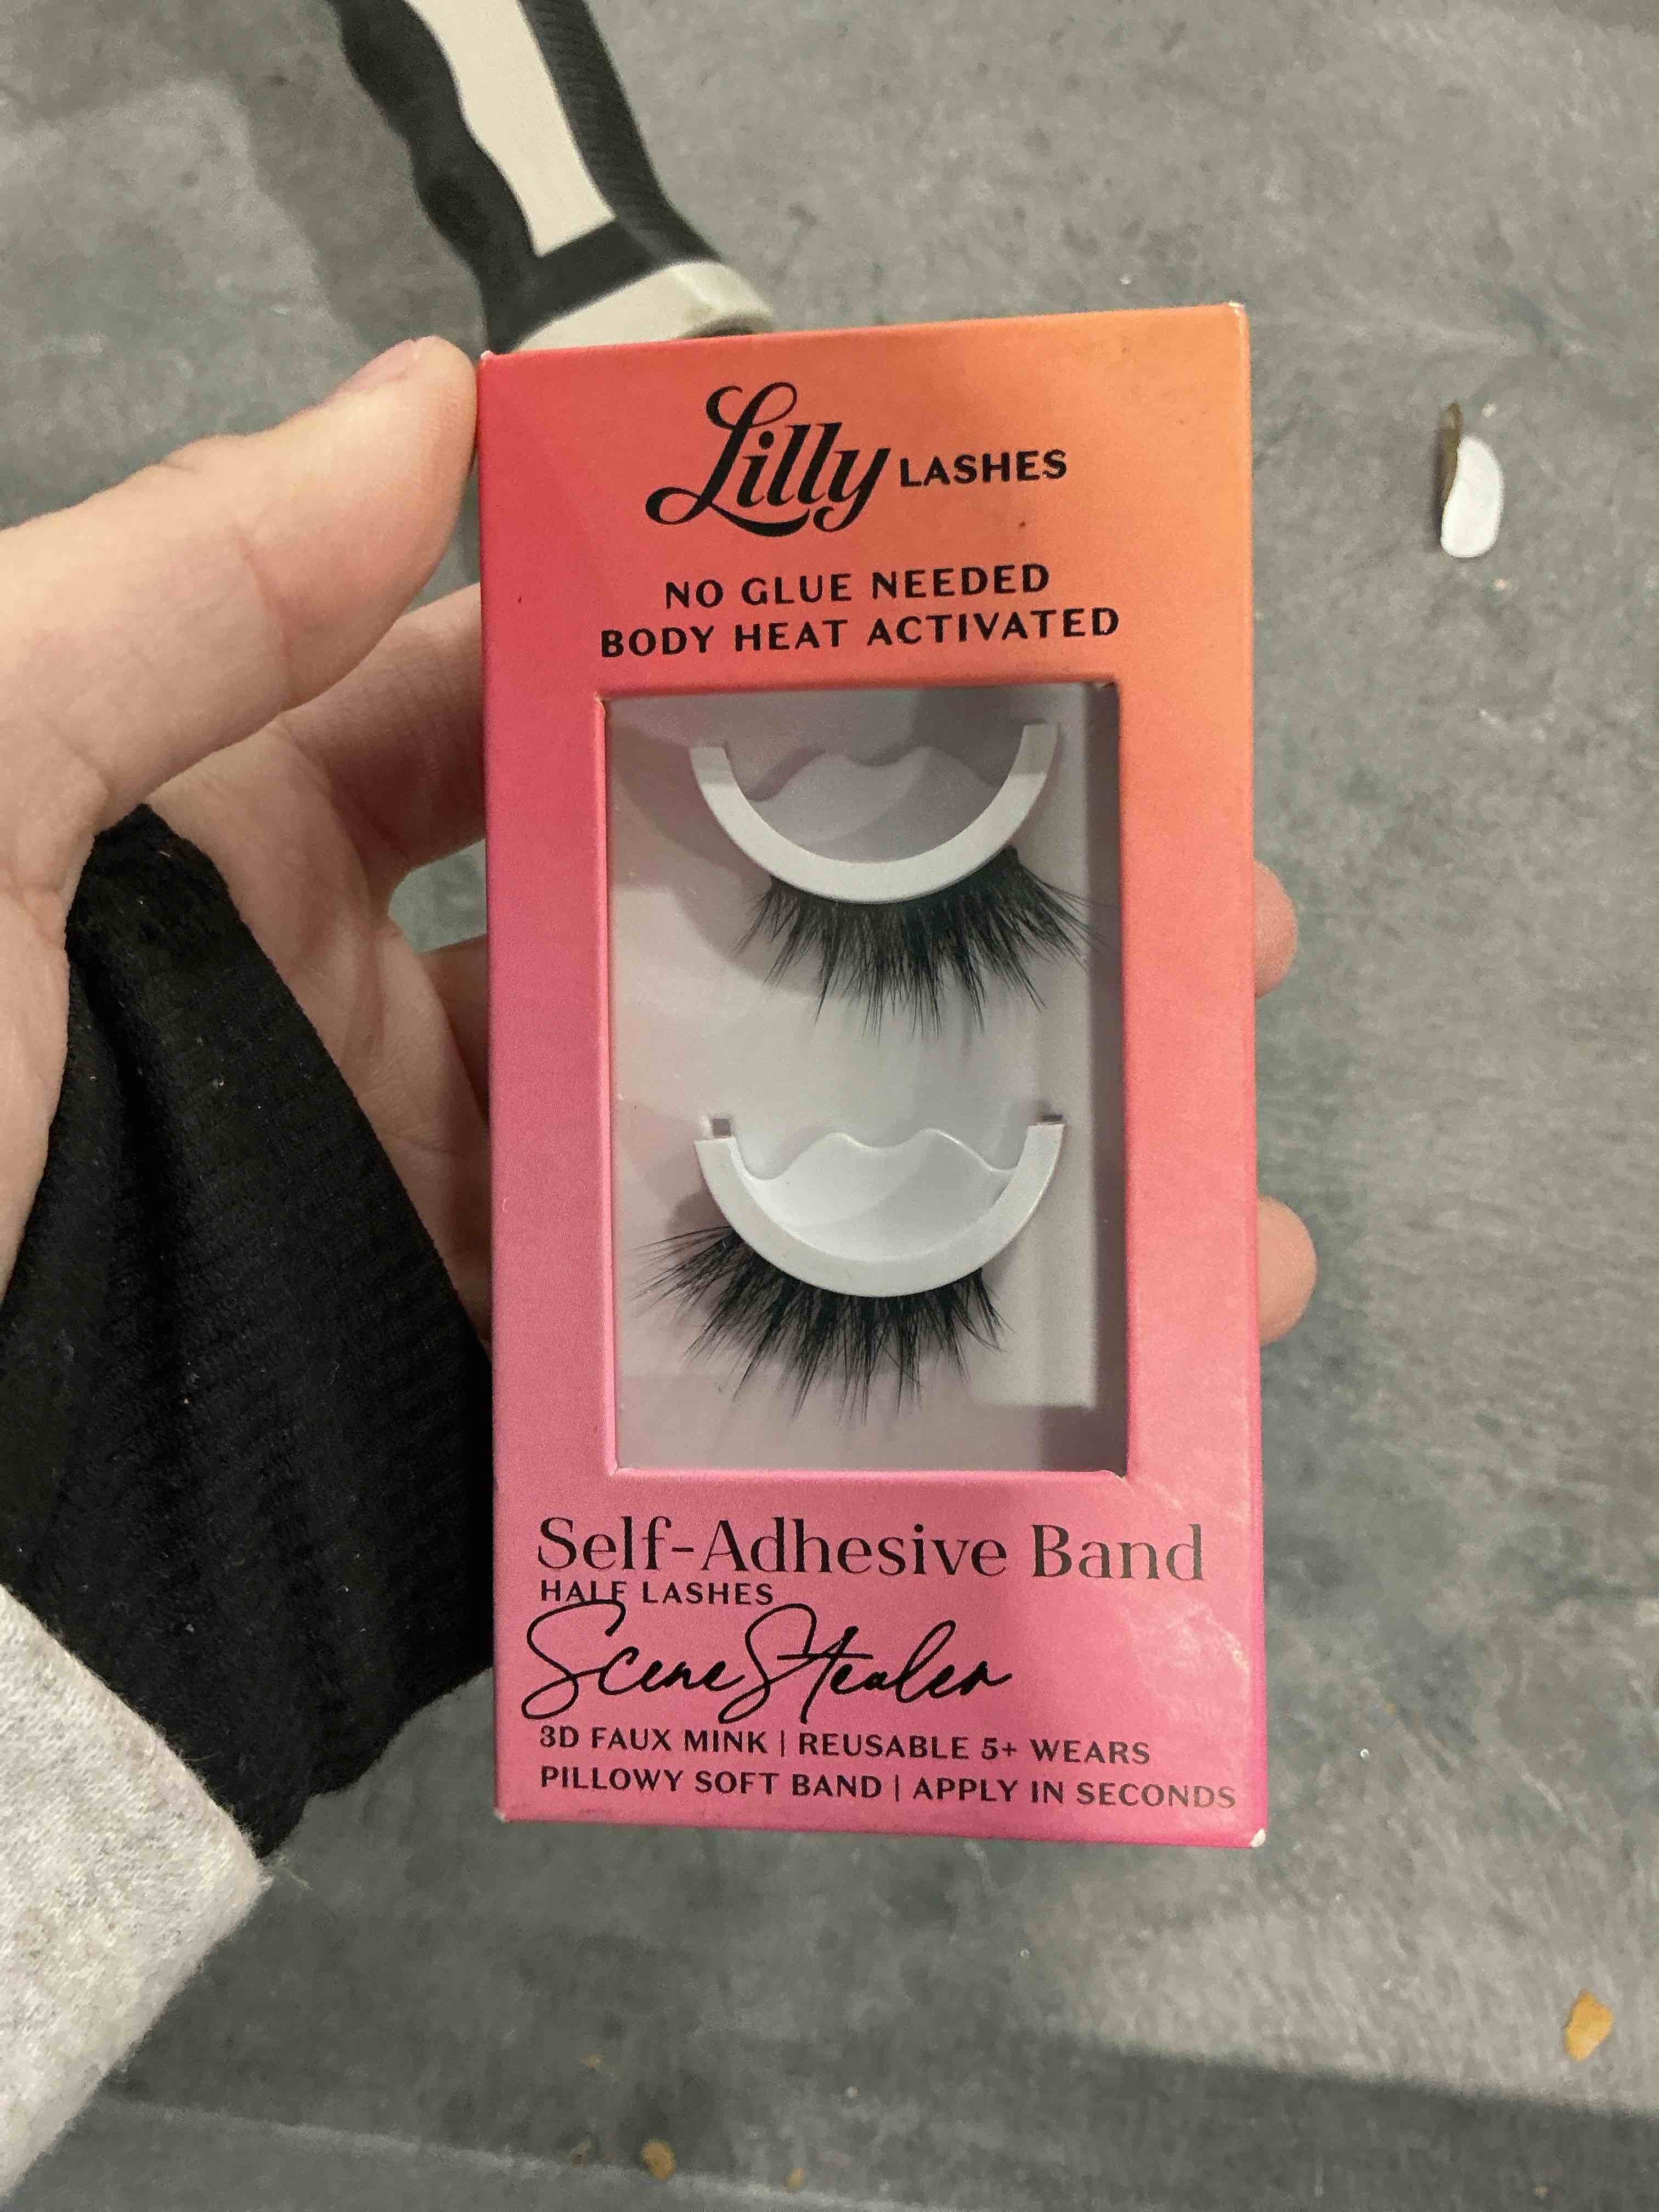 Lilly LASHES
NO GLUE NEEDED
BODY HEAT ACTIVATED
Self-Adhesive Band
HALF LASHES
Scene Stealer
3D FAUX MINK | REUSABLE 5+ WEARS
PILLOWY SOFT BAND | APPLY IN SECONDS